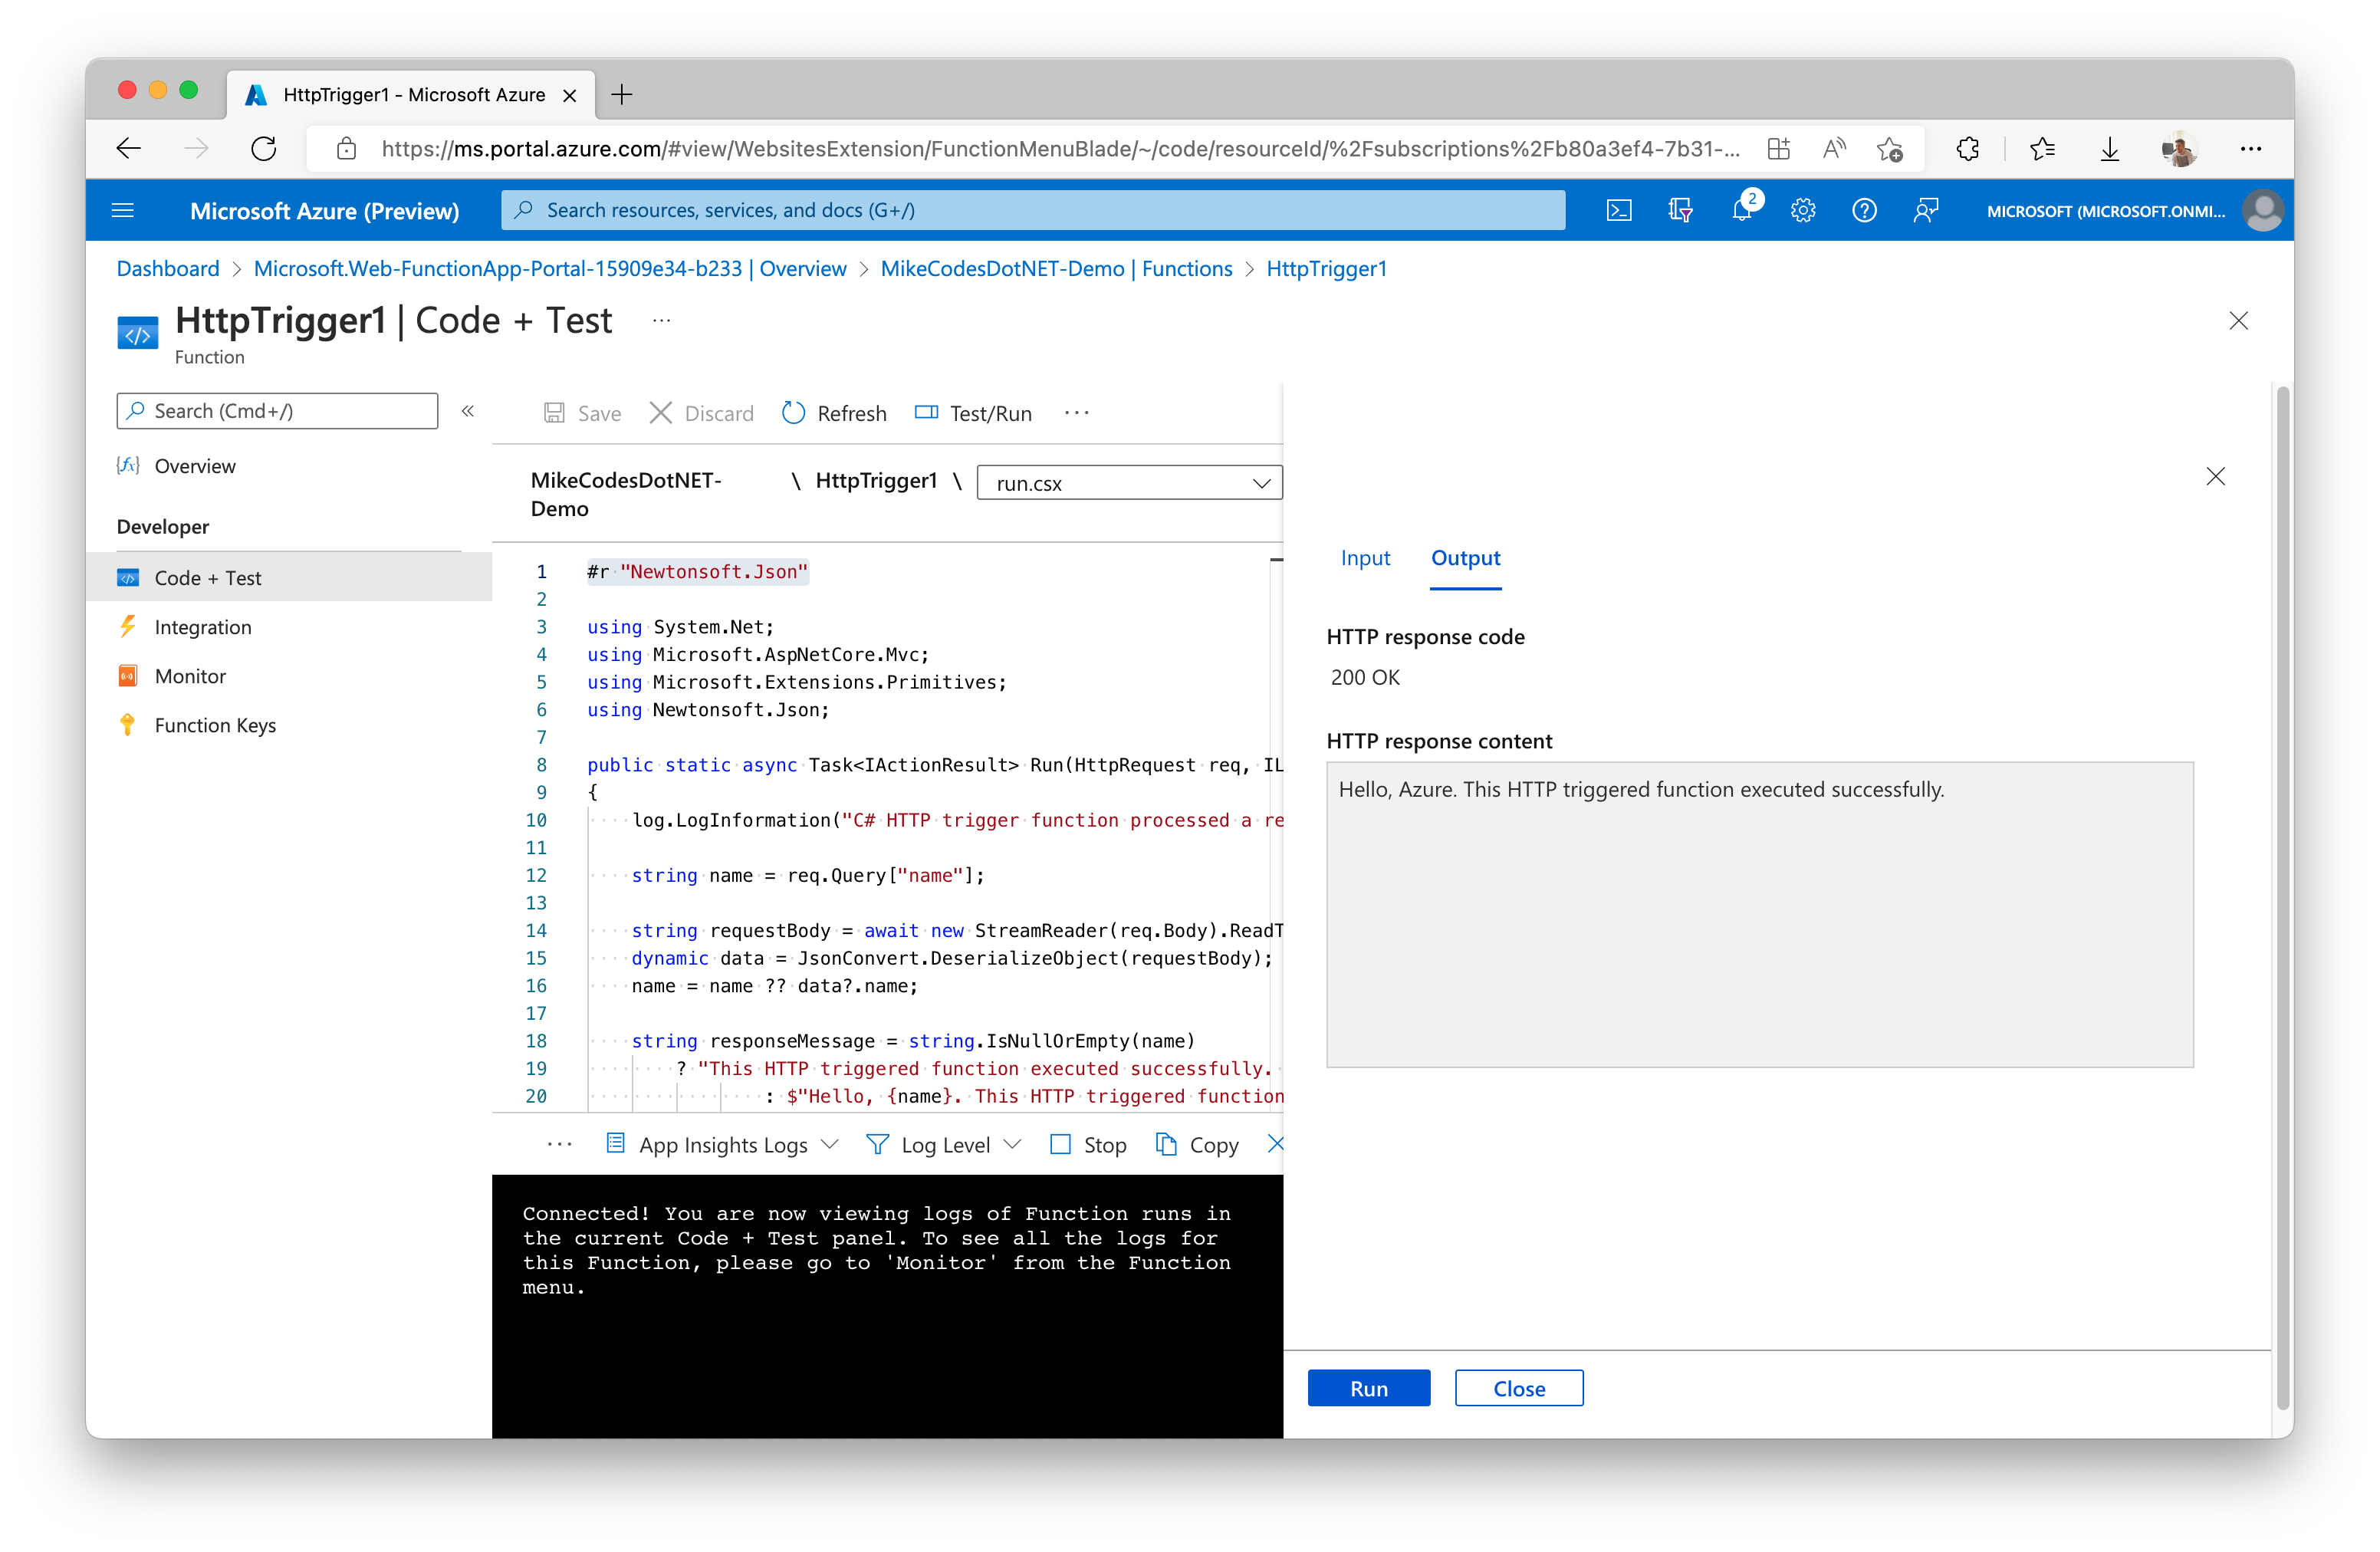 HttpTrigger1 - Microsoft Azure
https://ms.portal.azure.com/#view/WebsitesExtension/FunctionMenuBlade/~/code/resourceId/%2Fsubscriptions%2Fb80a3ef4-7b31-...
Microsoft Azure (Preview)
Search resources, services, and docs (G+/)
2
MICROSOFT (MICROSOFT.ONMI...
Dashboard > Microsoft.Web-FunctionApp-Portal-15909e34-b233 | Overview > MikeCodesDotNET-Demo | Functions > HttpTrigger1
HttpTrigger1 | Code + Test ...
Function
Search (Cmd+/)
«
Overview
Developer
Code + Test
Integration
Monitor
Function Keys
Save Discard Refresh Test/Run ...
MikeCodesDotNET-
Demo
\ HttpTrigger1 \ run.csx
1 #r "Newtonsoft.Json"
2
3 using System.Net;
4 using Microsoft.AspNetCore.Mvc;
5 using Microsoft.Extensions.Primitives;
6 using Newtonsoft.Json;
7
8 public static async Task<IActionResult> Run(HttpRequest req, IL
9 {
10 log.LogInformation("C# HTTP trigger function processed a re
11
12 string name = req.Query["name"];
13
14 string requestBody = await new StreamReader(req.Body).ReadT
15 dynamic data = JsonConvert.DeserializeObject(requestBody);
16 name = name ?? data?.name;
17
18 string responseMessage = string.IsNullOrEmpty(name)
19 ? "This HTTP triggered function executed successfully.
20 : $"Hello, {name}. This HTTP triggered function
... App Insights Logs Log Level Stop Copy
Connected! You are now viewing logs of Function runs in
the current Code + Test panel. To see all the logs for
this Function, please go to 'Monitor' from the Function
menu.
Input Output
HTTP response code
200 OK
HTTP response content
Hello, Azure. This HTTP triggered function executed successfully.
Run Close